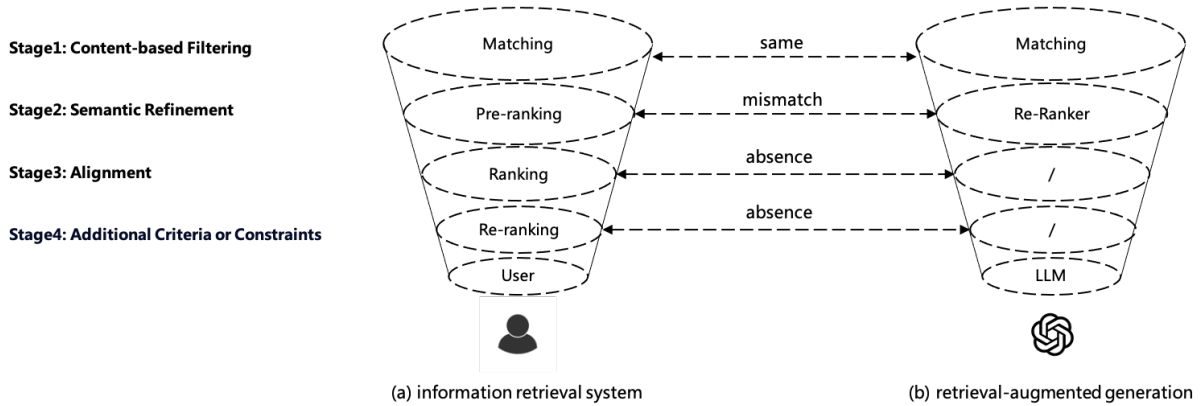 Stage1: Content-based Filtering
Matching
same
Matching
Stage2: Semantic Refinement
Pre-ranking
mismatch
Re-Ranker
Stage3: Alignment
Ranking
absence
/
Stage4: Additional Criteria or Constraints
Re-ranking
absence
/
User
LLM
(a) information retrieval system
(b) retrieval-augmented generation